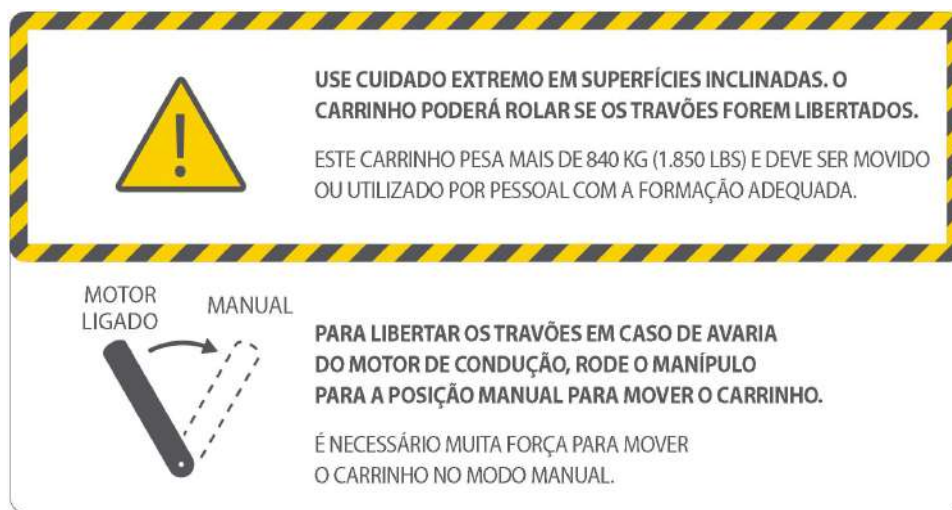 USE CUIDADO EXTREMO EM SUPERFÍCIES INCLINADAS. O
CARRINHO PODERÁ ROLAR SE OS TRAVÕES FOREM LIBERTADOS.
ESTE CARRINHO PESA MAIS DE 840 KG (1.850 LBS) E DEVE SER MOVIDO
OU UTILIZADO POR PESSOAL COM A FORMAÇÃO ADEQUADA.
MOTOR
LIGADO
MANUAL
PARA LIBERTAR OS TRAVÕES EM CASO DE AVARIA
DO MOTOR DE CONDUÇÃO, RODE O MANÍPULO
PARA A POSIÇÃO MANUAL PARA MOVER O CARRINHO.
É NECESSÁRIO MUITA FORÇA PARA MOVER
O CARRINHO NO MODO MANUAL.